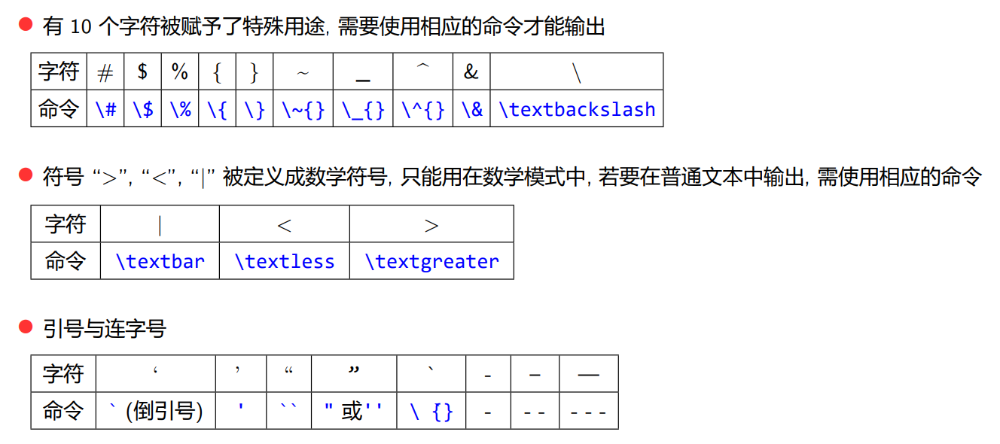 有 10 个字符被赋予了特殊用途, 需要使用相应的命令才能输出
字符 # $ % { } ~ _ ^ & \
命令 \# \$ \% \{ \} \~{} \_{} \^{} \& \textbackslash
符号 “>”, “<”, “|” 被定义成数学符号, 只能用在数学模式中, 若要在普通文本中输出, 需使用相应的命令
字符 | < >
命令 \textbar \textless \textgreater
引号与连字号
字符 ‘ ’ “ ” ` - – —
命令 ` (倒引号) ' `` " 或'' \ {} - -- ---